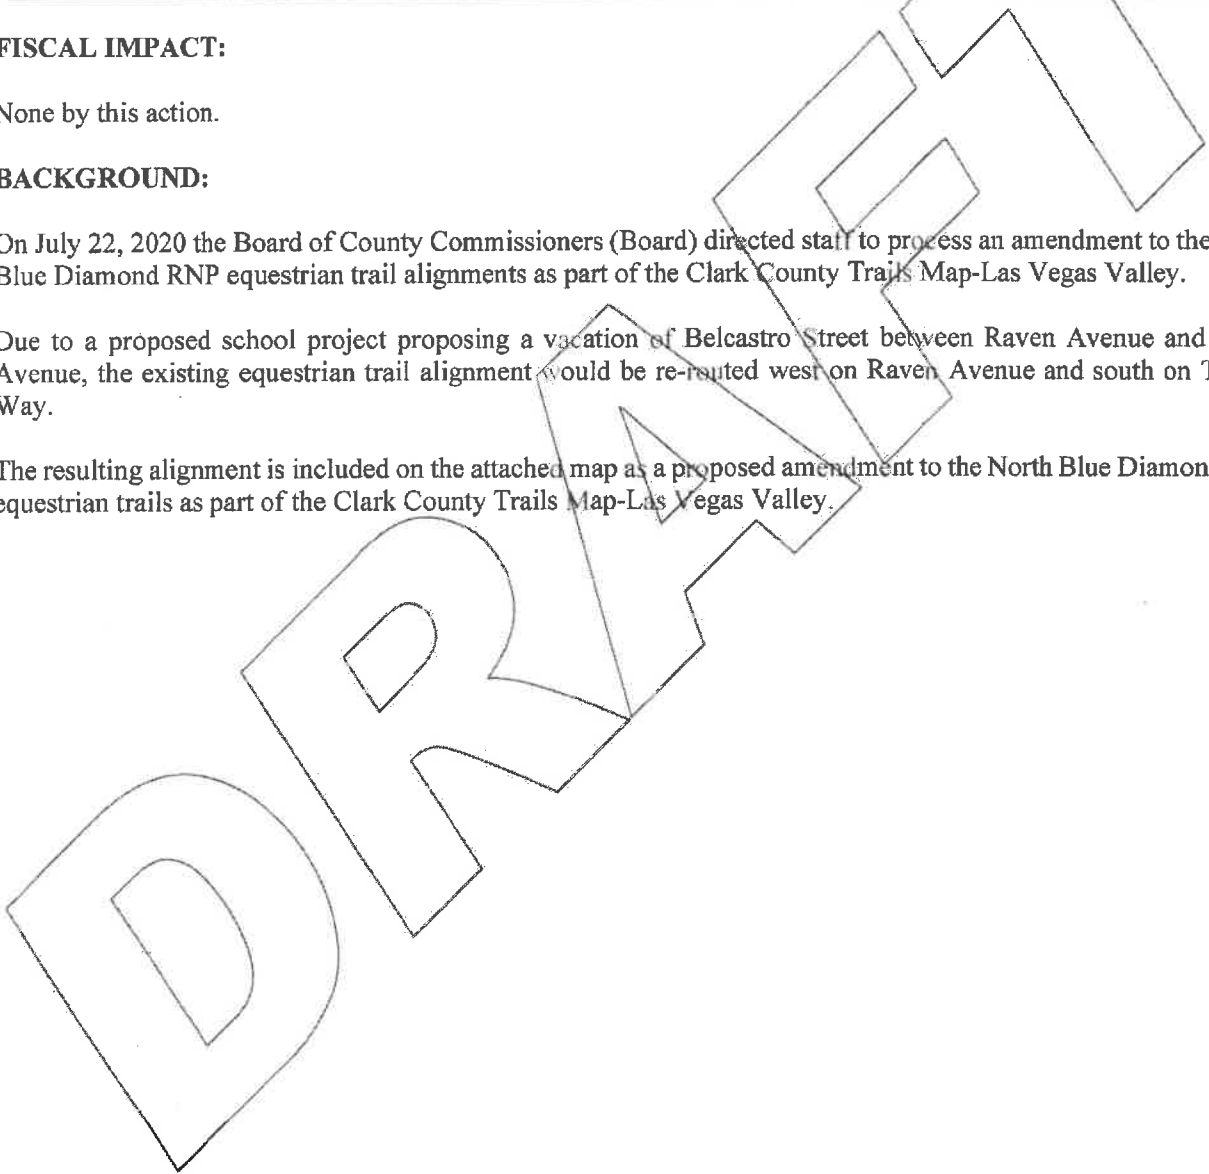 FISCAL IMPACT:
None by this action.
BACKGROUND:
On July 22, 2020 the Board of County Commissioners (Board) directed staff to process an amendment to the
Blue Diamond RNP equestrian trail alignments as part of the Clark County Trails Map-Las Vegas Valley.
Due to a proposed school project proposing a vacation of Belcastro Street between Raven Avenue and
Avenue, the existing equestrian trail alignment would be re-routed west on Raven Avenue and south on T
Way.
The resulting alignment is included on the attached map as a proposed amendment to the North Blue Diamon
equestrian trails as part of the Clark County Trails Map-Las Vegas Valley.
DRAFT